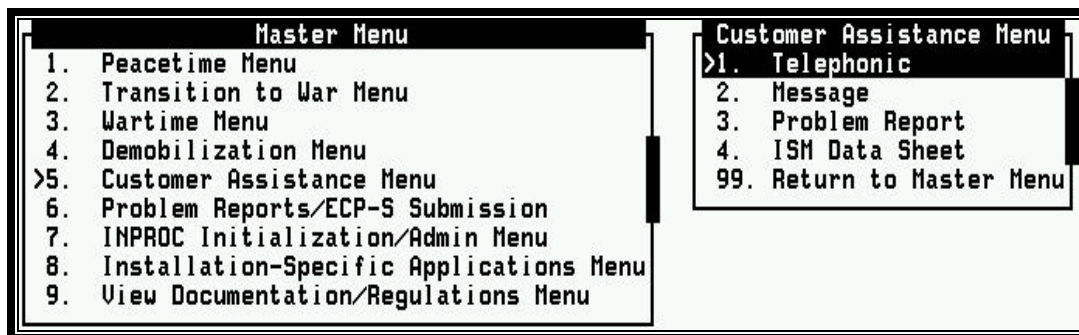 Master Menu
1. Peacetime Menu
2. Transition to War Menu
3. Wartime Menu
4. Demobilization Menu
>5. Customer Assistance Menu
6. Problem Reports/ECP-S Submission
7. INPROC Initialization/Admin Menu
8. Installation-Specific Applications Menu
9. View Documentation/Regulations Menu
Customer Assistance Menu
>1. Telephonic
2. Message
3. Problem Report
4. ISM Data Sheet
99. Return to Master Menu